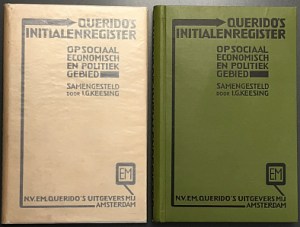 QUERIDO'S
INITIALENREGISTER
OP SOCIAAL
ECONOMISCH
EN POLITIEK
GEBIED
SAMENGESTELD
DOOR I.G.KEESING
EM
N.V.EM.QUERIDO'S UITGEVERS MIJ
AMSTERDAM
QUERIDO'S
INITIALENREGISTER
OP SOCIAAL
ECONOMISCH
EN POLITIEK
GEBIED
SAMENGESTELD
DOOR I.G.KEESING
EM
N.V.EM.QUERIDO'S UITGEVERS MIJ
AMSTERDAM